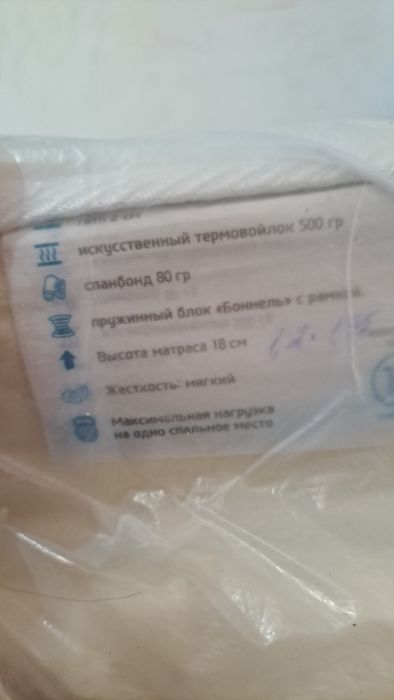 искусственный термовойлок 500 гр
спанбонд 80 гр
пружинный блок «Боннель» с рамкой
Высота матраса 18 см
Жесткость: мягкий
Максимальная нагрузка
на одно спальное место